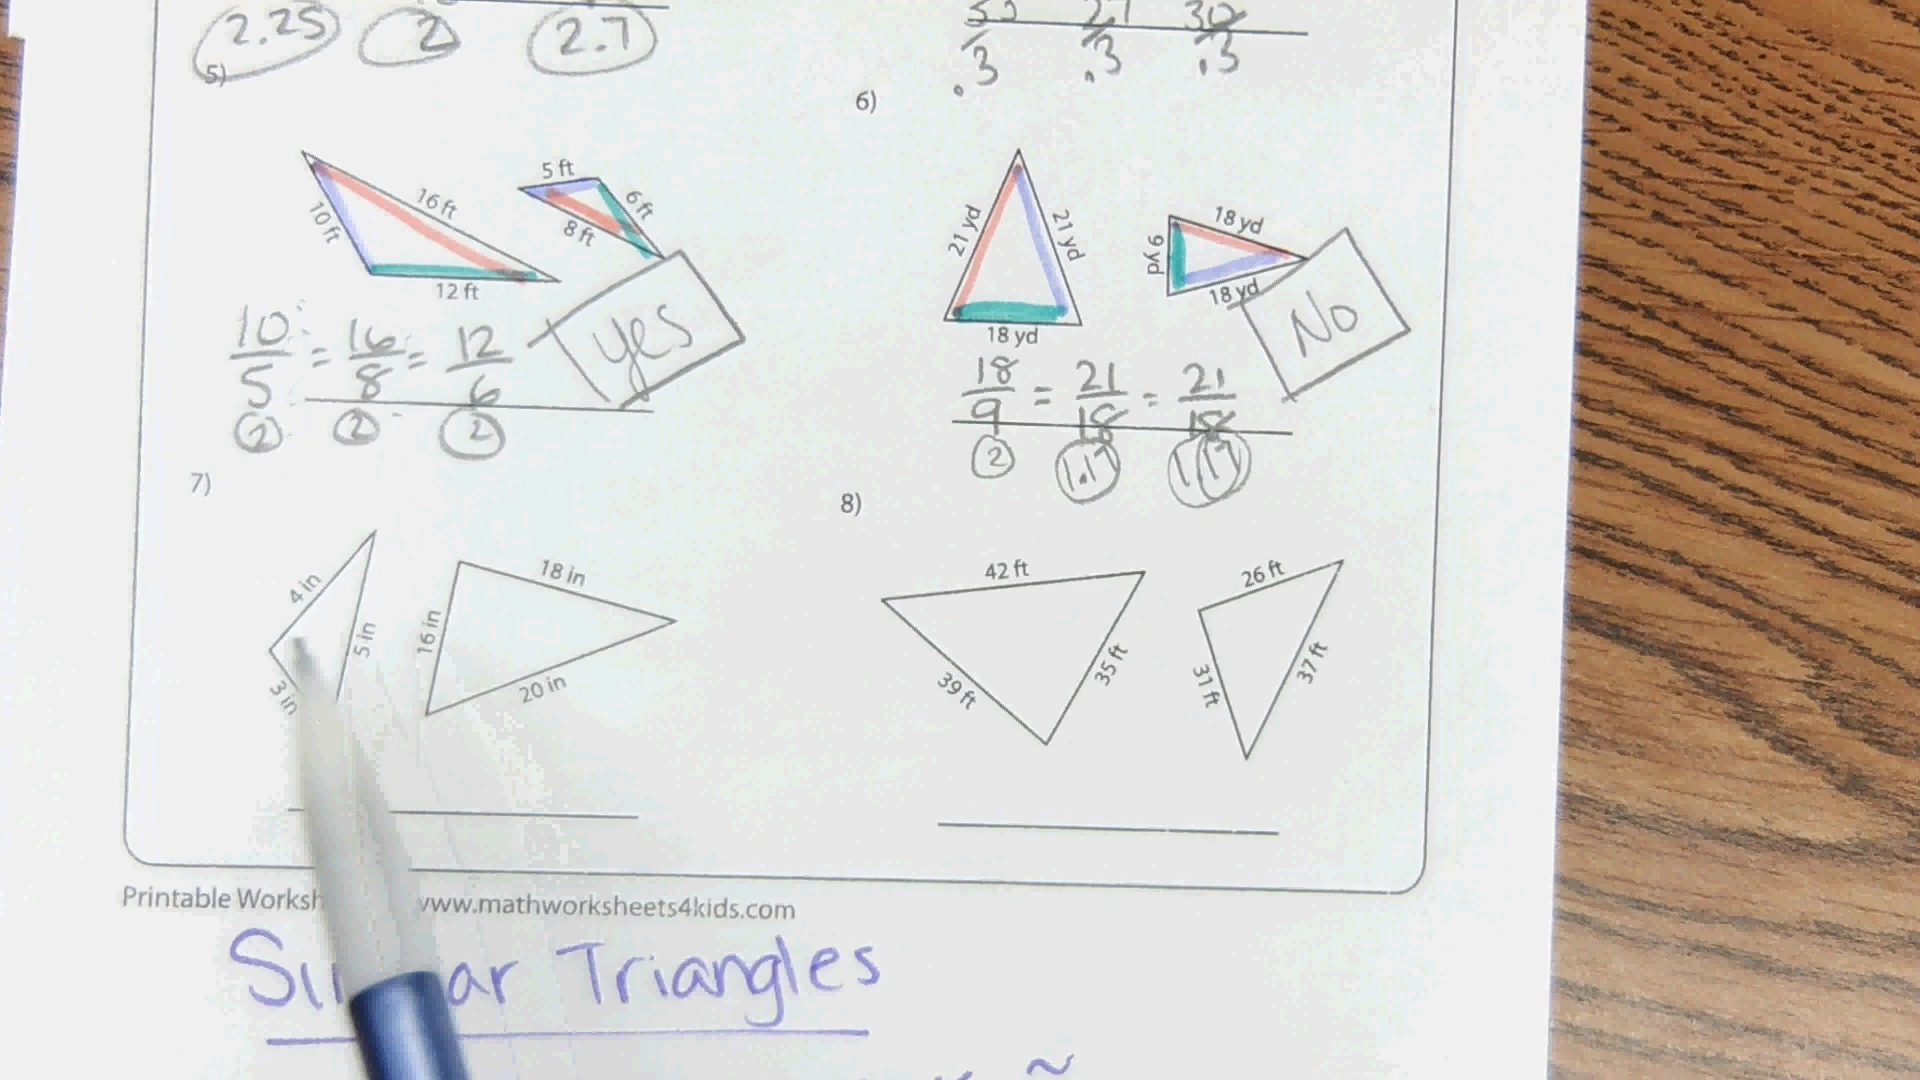 2.25 2 2.7
.3 .3 .3
5)
6)
5 ft
16 ft
6 ft
10 ft
8 ft
12 ft
10/5 = 16/8 = 12/6
2 2 2
yes
21 yd
21 yd
18 yd
18 yd
9 yd
18 yd
18/9 = 21/18 = 21/18
2 1.17 1.17
No
7)
8)
4 in
5 in
3 in
18 in
16 in
20 in
42 ft
39 ft
35 ft
26 ft
31 ft
37 ft
Printable www.mathworksheets4kids.com
Triangles
~